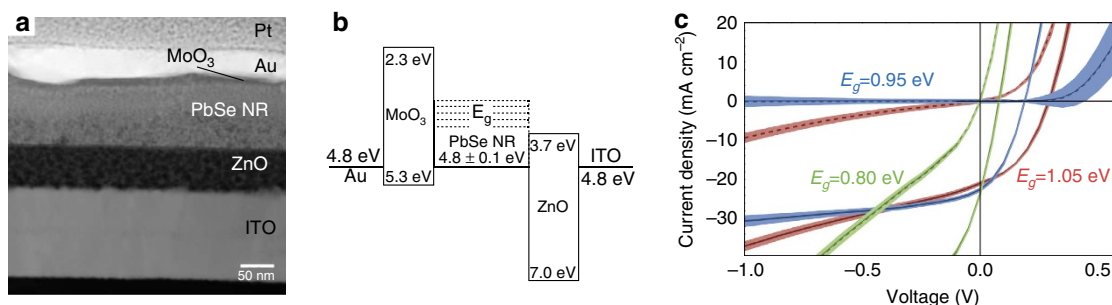 a
Pt
MoO3
Au
PbSe NR
ZnO
ITO
50 nm
b
2.3 eV
MoO3
Eg
PbSe NR
4.8 ± 0.1 eV
3.7 eV
ITO
4.8 eV
4.8 eV
Au
5.3 eV
ZnO
7.0 eV
c
Current density (mA cm−2)
20
10
0
−10
−20
−30
Eg=0.95 eV
Eg=0.80 eV
Eg=1.05 eV
−1.0
−0.5
0.0
0.5
Voltage (V)